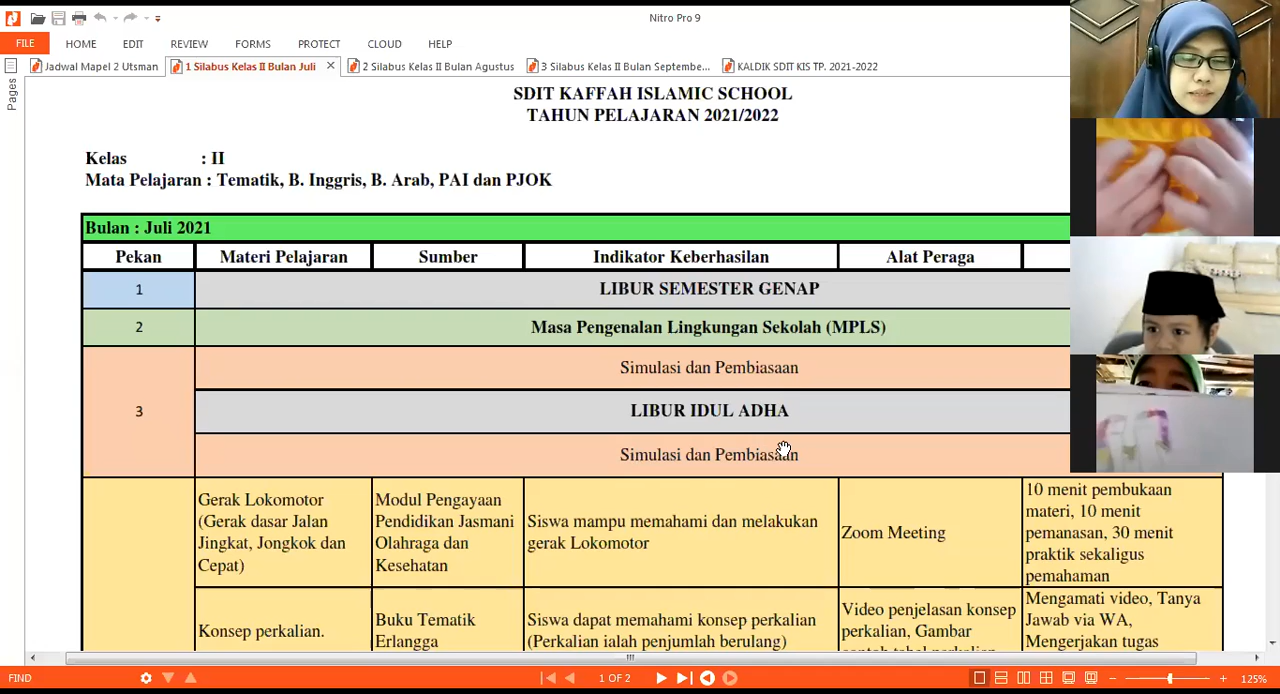 Nitro Pro 9
FILE HOME EDIT REVIEW FORMS PROTECT CLOUD HELP
Jadwal Mapel 2 Utsman 1 Silabus Kelas II Bulan Juli 2 Silabus Kelas II Bulan Agustus 3 Silabus Kelas II Bulan Septembe... KALDIK SDIT KIS TP. 2021-2022
Pages
SDIT KAFFAH ISLAMIC SCHOOL
TAHUN PELAJARAN 2021/2022
Kelas : II
Mata Pelajaran : Tematik, B. Inggris, B. Arab, PAI dan PJOK
Bulan : Juli 2021
Pekan Materi Pelajaran Sumber Indikator Keberhasilan Alat Peraga
1 LIBUR SEMESTER GENAP
2 Masa Pengenalan Lingkungan Sekolah (MPLS)
Simulasi dan Pembiasaan
3 LIBUR IDUL ADHA
Simulasi dan Pembiasaan
Gerak Lokomotor
(Gerak dasar Jalan
Jingkat, Jongkok dan
Cepat)
Modul Pengayaan
Pendidikan Jasmani
Olahraga dan
Kesehatan
Siswa mampu memahami dan melakukan
gerak Lokomotor
Zoom Meeting
10 menit pembukaan
materi, 10 menit
pemanasan, 30 menit
praktik sekaligus
pemahaman
Konsep perkalian.
Buku Tematik
Erlangga
Siswa dapat memahami konsep perkalian
(Perkalian ialah penjumlah berulang)
Video penjelasan konsep
perkalian, Gambar
contoh tabel perkalian
Mengamati video, Tanya
Jawab via WA,
Mengerjakan tugas
FIND 1 OF 2 125%